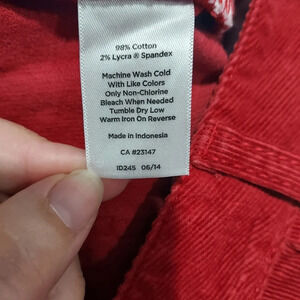 98% Cotton
2% Lycra ® Spandex
Machine Wash Cold
With Like Colors
Only Non-Chlorine
Bleach When Needed
Tumble Dry Low
Warm Iron On Reverse
Made in Indonesia
CA #23147
ID245 06/14